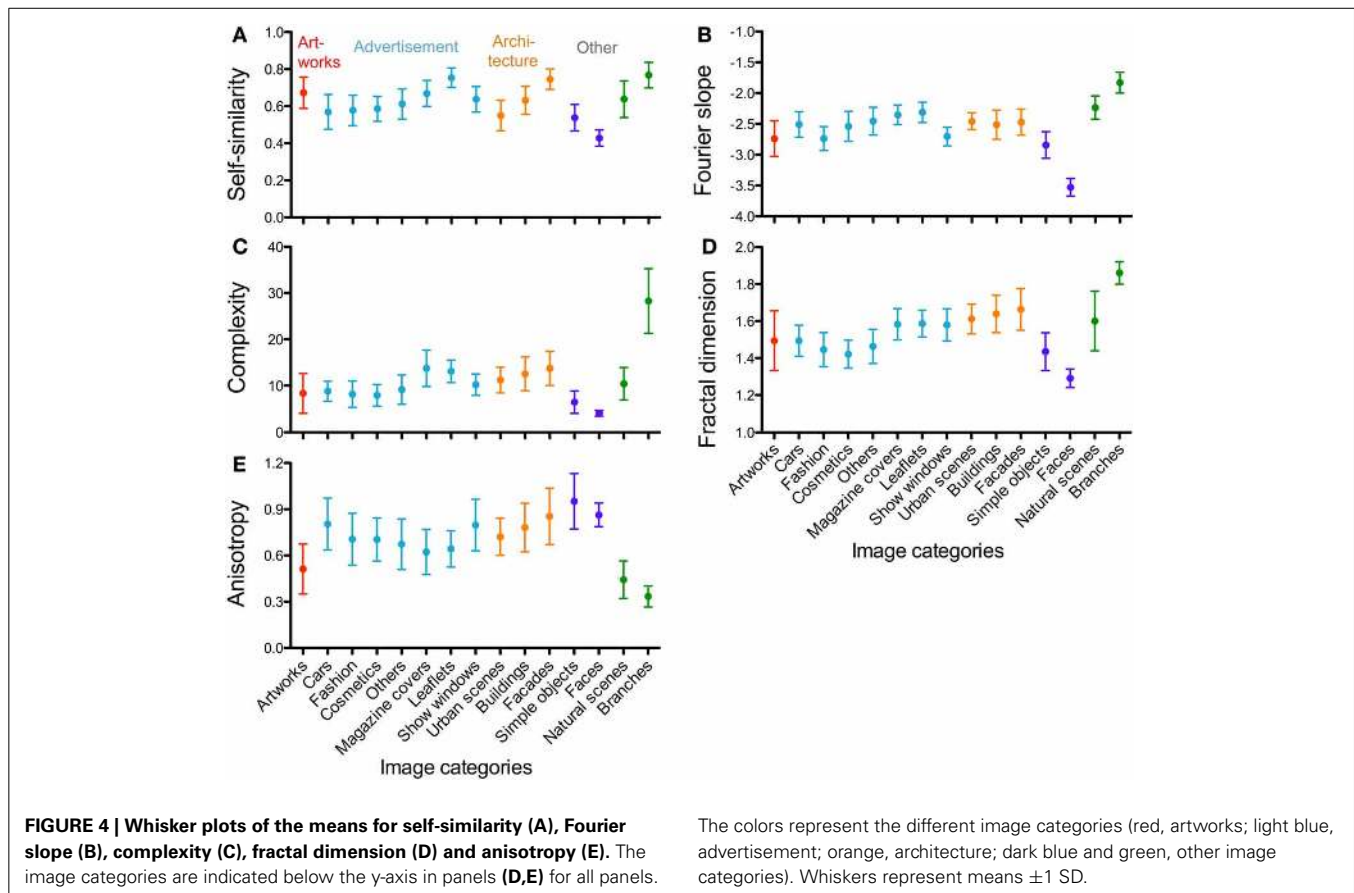 A
1.0
0.8
0.6
0.4
0.2
0.0
Self-similarity
Art-
works
Advertisement
Archi-
tecture
Other
B
-1.0
-1.5
-2.0
-2.5
-3.0
-3.5
-4.0
Fourier slope
C
40
30
20
10
0
Complexity
D
2.0
1.8
1.6
1.4
1.2
1.0
Fractal dimension
Artworks
Cars
Fashion
Cosmetics
Others
Magazine covers
Leaflets
Show windows
Urban scenes
Buildings
Facades
Simple objects
Faces
Natural scenes
Branches
Image categories
E
1.2
0.9
0.6
0.3
0.0
Anisotropy
Artworks
Cars
Fashion
Cosmetics
Others
Magazine covers
Leaflets
Show windows
Urban scenes
Buildings
Facades
Simple objects
Faces
Natural scenes
Branches
Image categories
FIGURE 4 | Whisker plots of the means for self-similarity (A), Fourier
slope (B), complexity (C), fractal dimension (D) and anisotropy (E). The
image categories are indicated below the y-axis in panels (D,E) for all panels.
The colors represent the different image categories (red, artworks; light blue,
advertisement; orange, architecture; dark blue and green, other image
categories). Whiskers represent means ±1 SD.